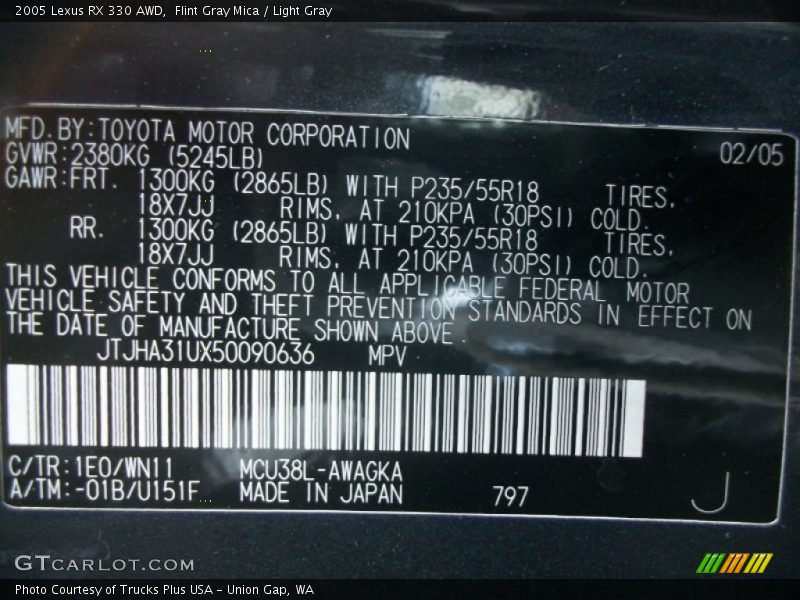 2005 Lexus RX 330 AWD, Flint Gray Mica / Light Gray
MFD. BY: TOYOTA MOTOR CORPORATION 02/05
GVWR: 2380KG (5245LB)
GAWR: FRT. 1300KG (2865LB) WITH P235/55R18 TIRES,
18X7JJ RIMS, AT 210KPA (30PSI) COLD.
RR. 1300KG (2865LB) WITH P235/55R18 TIRES,
18X7JJ RIMS, AT 210KPA (30PSI) COLD.
THIS VEHICLE CONFORMS TO ALL APPLICABLE FEDERAL MOTOR
VEHICLE SAFETY AND THEFT PREVENTION STANDARDS IN EFFECT ON
THE DATE OF MANUFACTURE SHOWN ABOVE.
JTJHA31UX50090636 MPV
C/TR: 1E0/WN11 MCU38L-AWAGKA
A/TM: -01B/U151F MADE IN JAPAN 797 J
GTCARLOT.COM
Photo Courtesy of Trucks Plus USA - Union Gap, WA